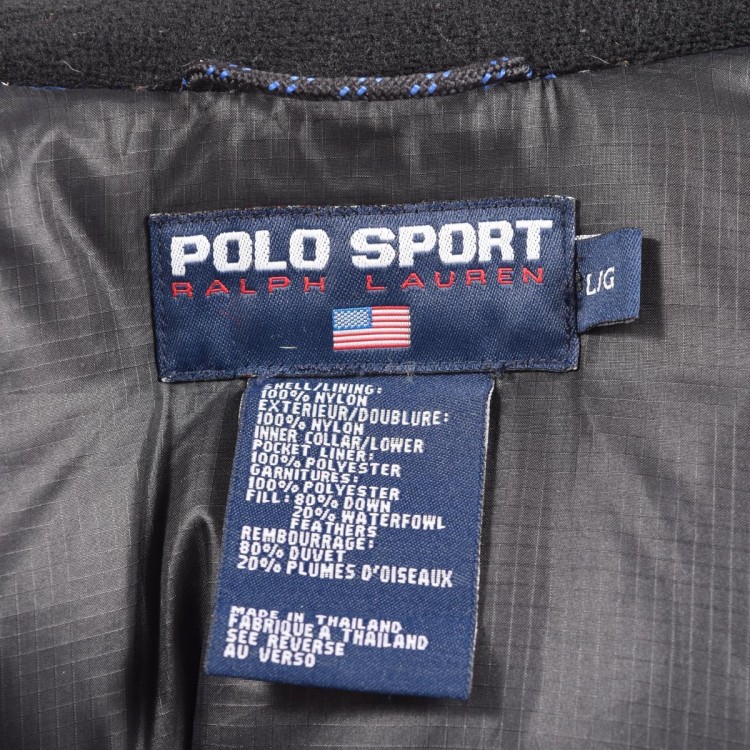 POLO SPORT
RALPH LAUREN
L/G
SHELL/LINING:
100% NYLON
EXTERIEUR/DOUBLURE:
100% NYLON
INNER COLLAR/LOWER
POCKET LINER:
100% POLYESTER
GARNITURES:
100% POLYESTER
FILL: 80% DOWN
20% WATERFOWL
FEATHERS
REMBOURRAGE:
80% DUVET
20% PLUMES D'OISEAUX
MADE IN THAILAND
FABRIQUE A THAILAND
SEE REVERSE
AU VERSO